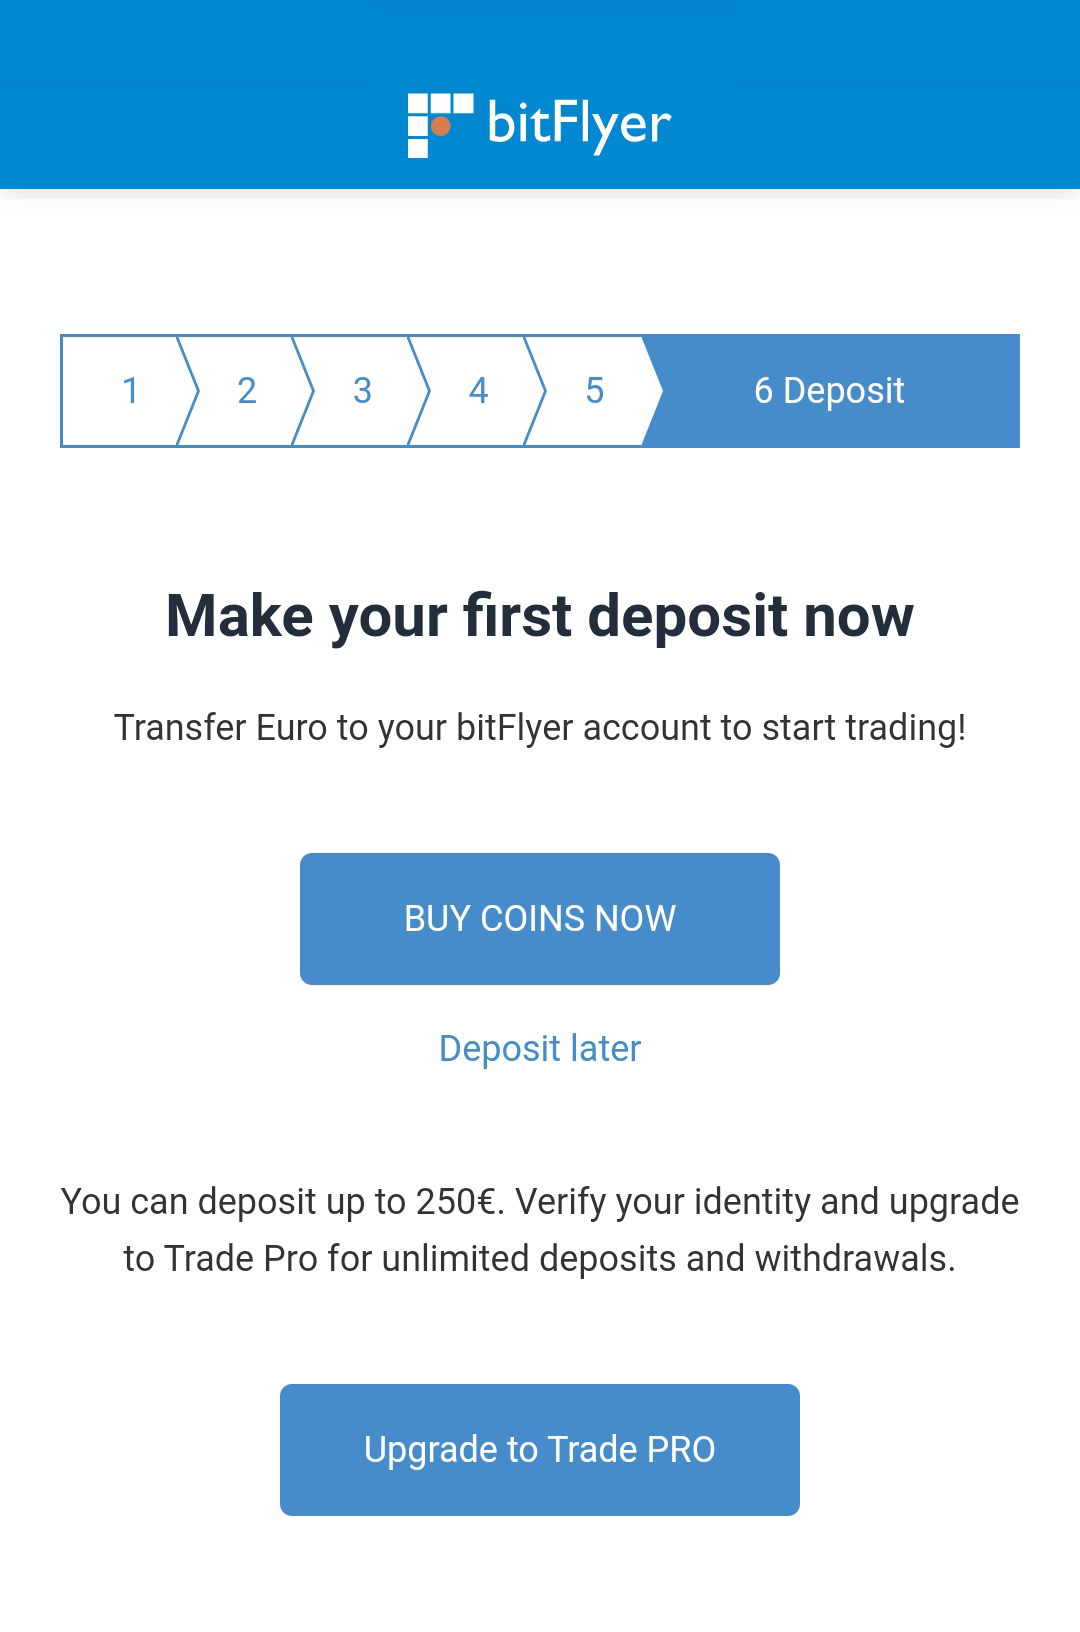 bitFlyer
1 2 3 4 5 6 Deposit
Make your first deposit now
Transfer Euro to your bitFlyer account to start trading!
BUY COINS NOW
Deposit later
You can deposit up to 250€. Verify your identity and upgrade
to Trade Pro for unlimited deposits and withdrawals.
Upgrade to Trade PRO